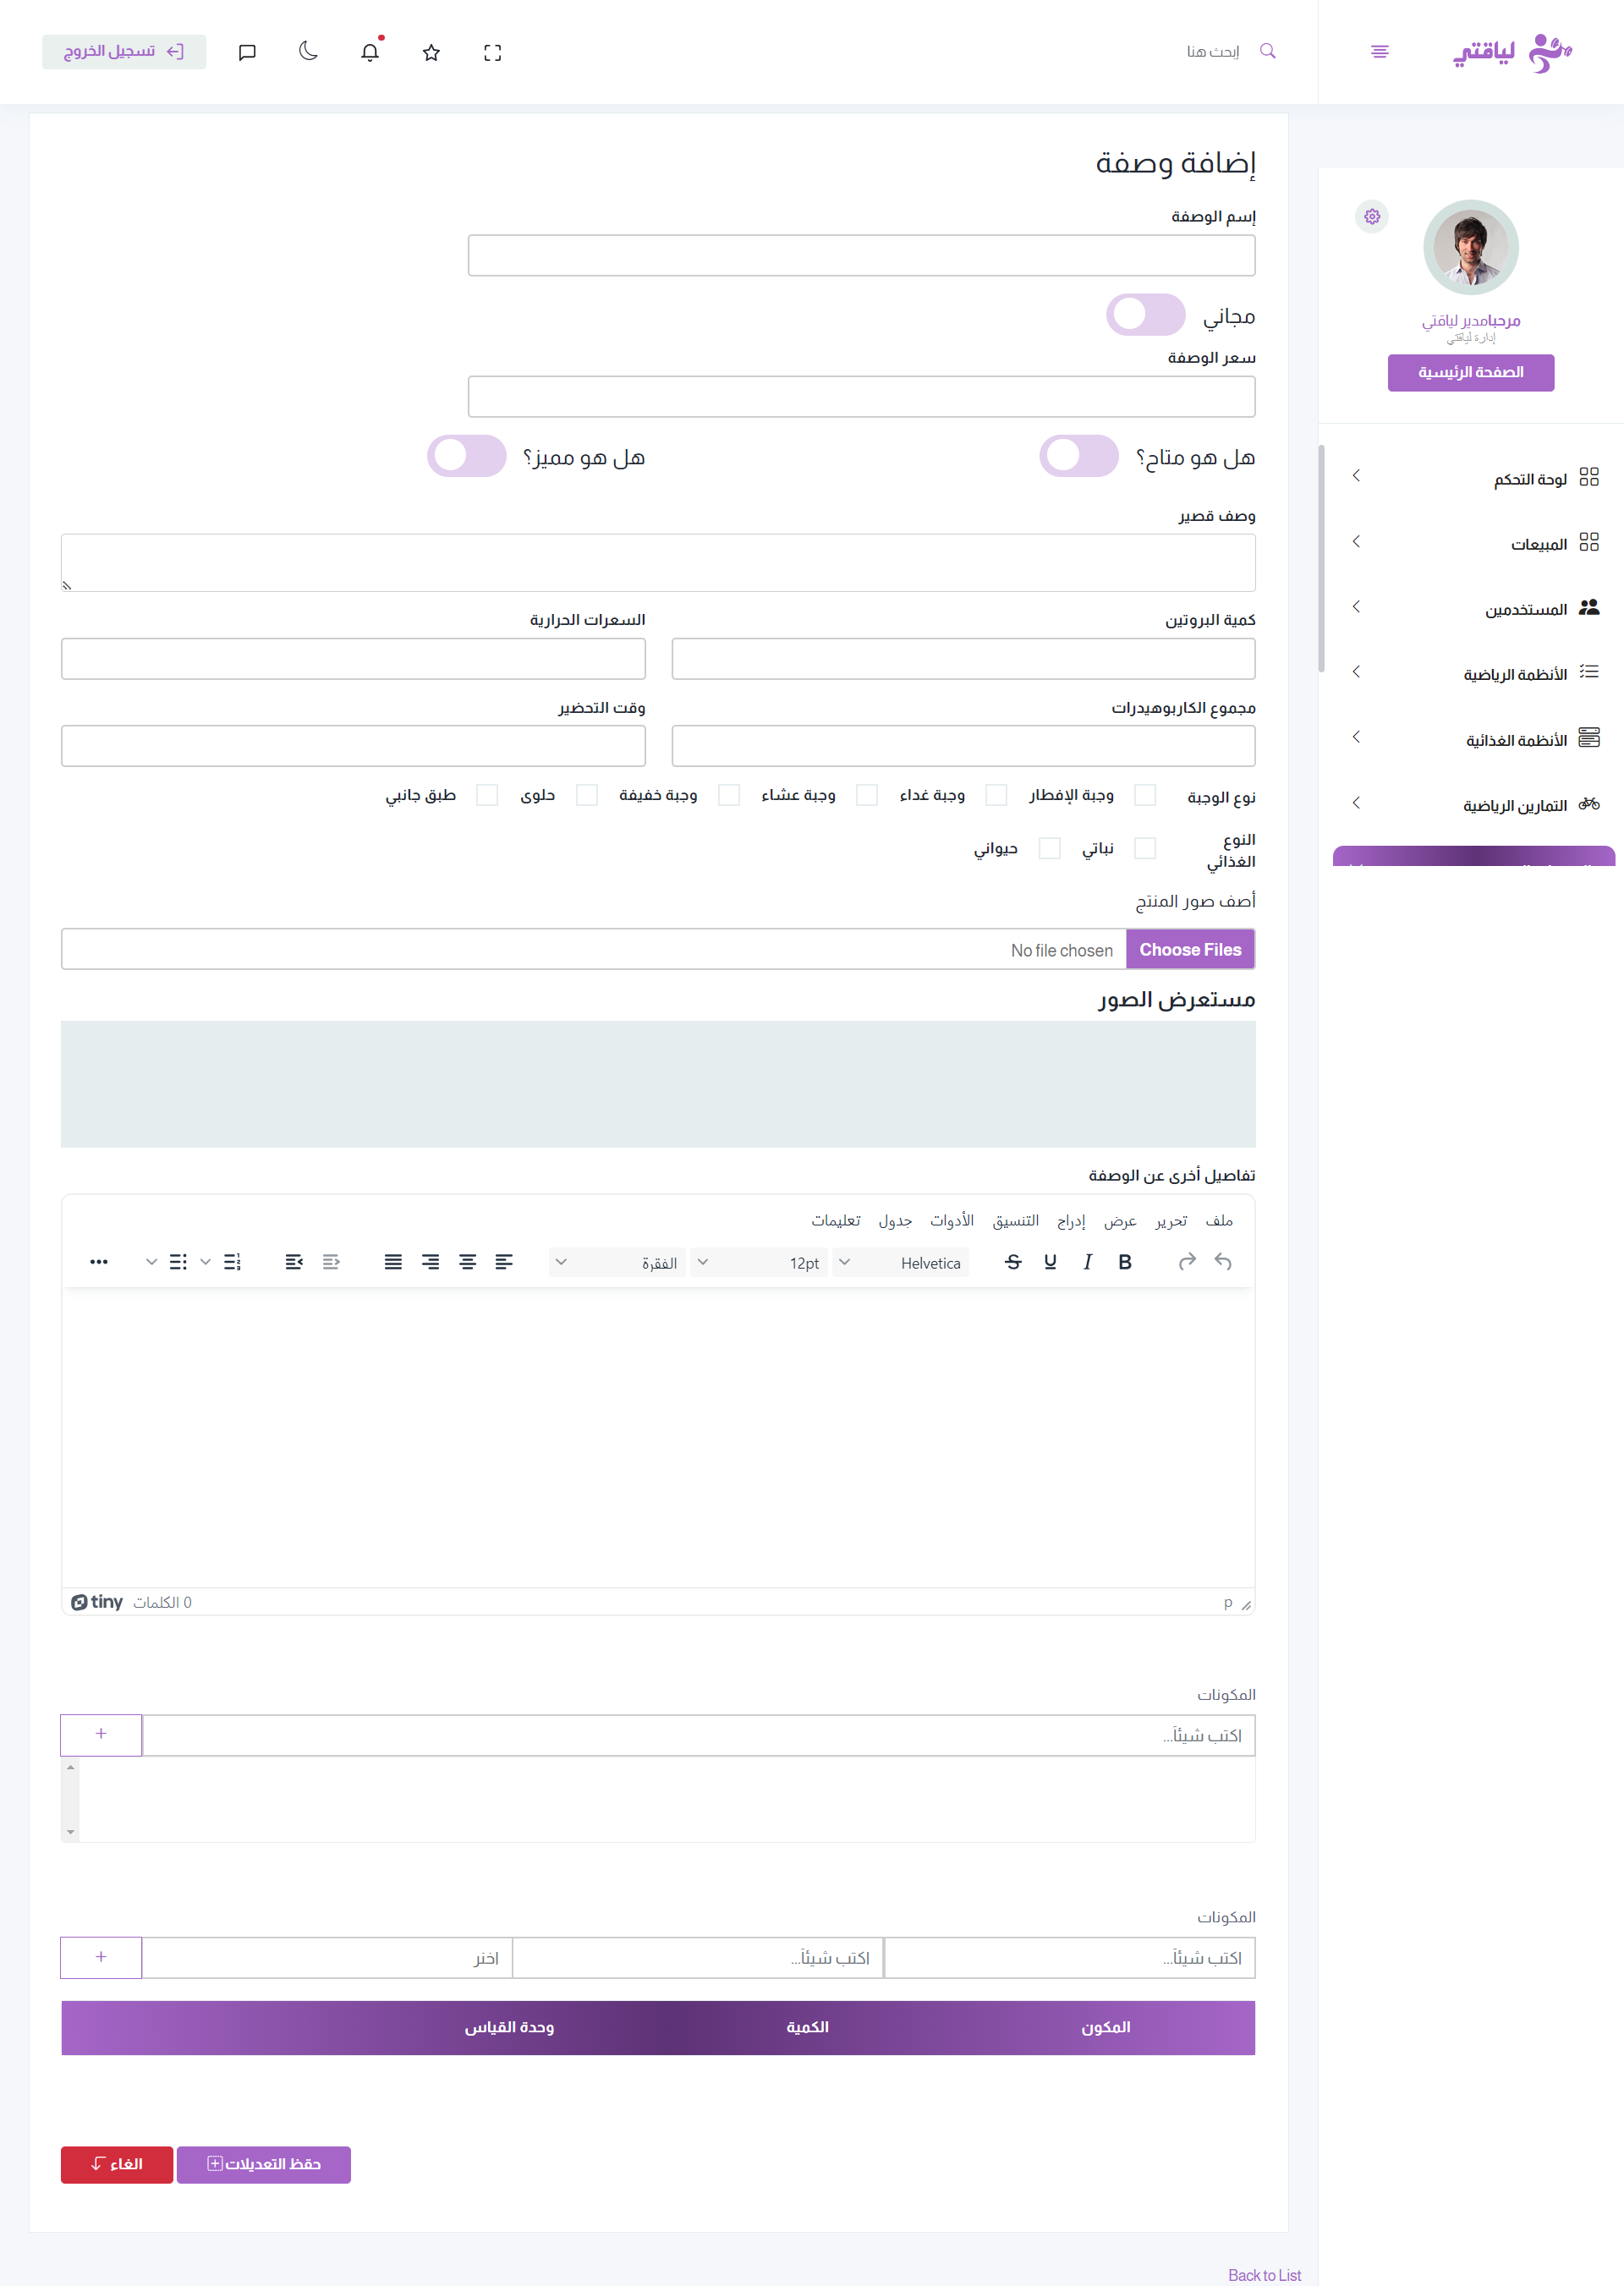 لياقتي
إبحث هنا
تسجيل الخروج
مرحبامدير لياقتي
إدارة لياقتي
الصفحة الرئيسية
لوحة التحكم
المبيعات
المستخدمين
الأنظمة الرياضية
الأنظمة الغذائية
التمارين الرياضية
إضافة وصفة
إسم الوصفة
مجاني
سعر الوصفة
هل هو متاح؟ هل هو مميز؟
وصف قصير
كمية البروتين السعرات الحرارية
مجموع الكاربوهيدرات وقت التحضير
نوع الوجبة وجبة الإفطار وجبة غداء وجبة عشاء وجبة خفيفة حلوى طبق جانبي
النوع الغذائي نباتي حيواني
أصف صور المنتج
Choose Files No file chosen
مستعرض الصور
تفاصيل أخرى عن الوصفة
ملف تحرير عرض إدراج التنسيق الأدوات جدول تعليمات
B I U S Helvetica 12pt الفقرة
p 0 الكلمات tiny
المكونات
اكتب شيئاً... +
المكونات
اكتب شيئاً... اكتب شيئاً... اختر +
المكون الكمية وحدة القياس
حفظ التعديلات الغاء
Back to List